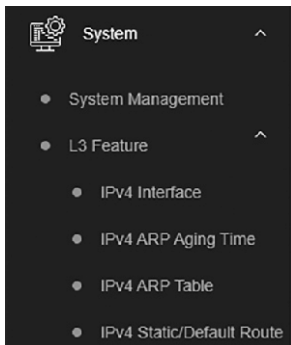 System
System Management
L3 Feature
IPv4 Interface
IPv4 ARP Aging Time
IPv4 ARP Table
IPv4 Static/Default Route